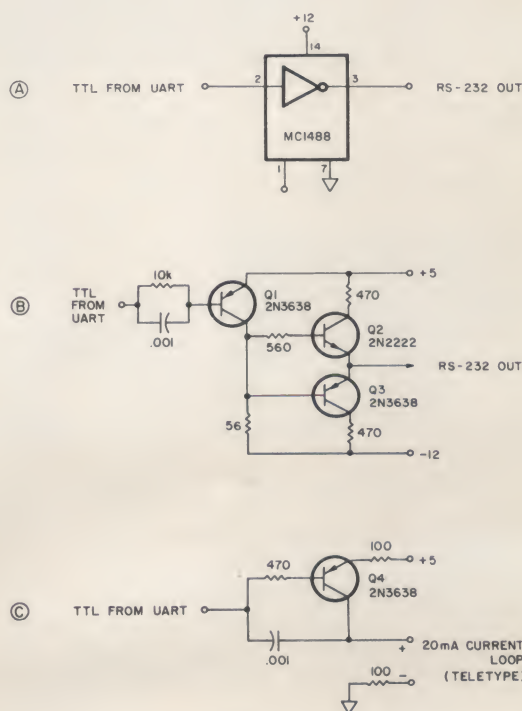 +12
14
Ⓐ TTL FROM UART 2 3 RS-232 OUT
MC1488
1 7
+5
10k
Q1
2N3638
470
Ⓑ TTL
FROM
UART
.001
560
Q2
2N2222
RS-232 OUT
Q3
2N3638
56
470
-12
100
+5
470
Q4
2N3638
Ⓒ TTL FROM UART
.001
+ 20mA CURRENT
LOOP
100 - (TELETYPE)